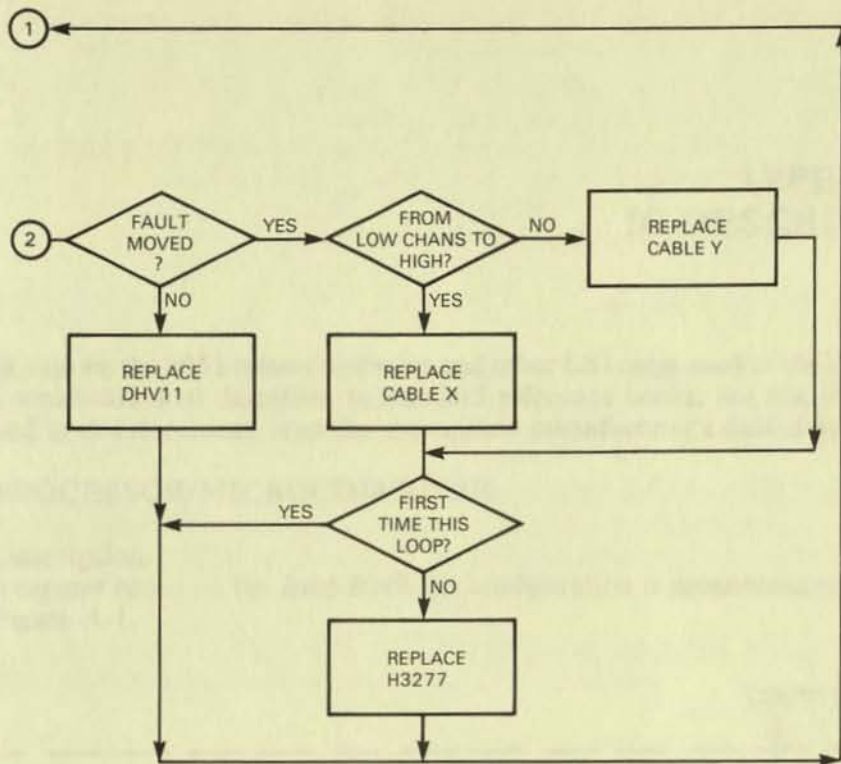 1
2
FAULT
MOVED
?
YES
FROM
LOW CHANS TO
HIGH?
NO
REPLACE
CABLE Y
NO
YES
REPLACE
DHV11
REPLACE
CABLE X
YES
FIRST
TIME THIS
LOOP?
NO
REPLACE
H3277